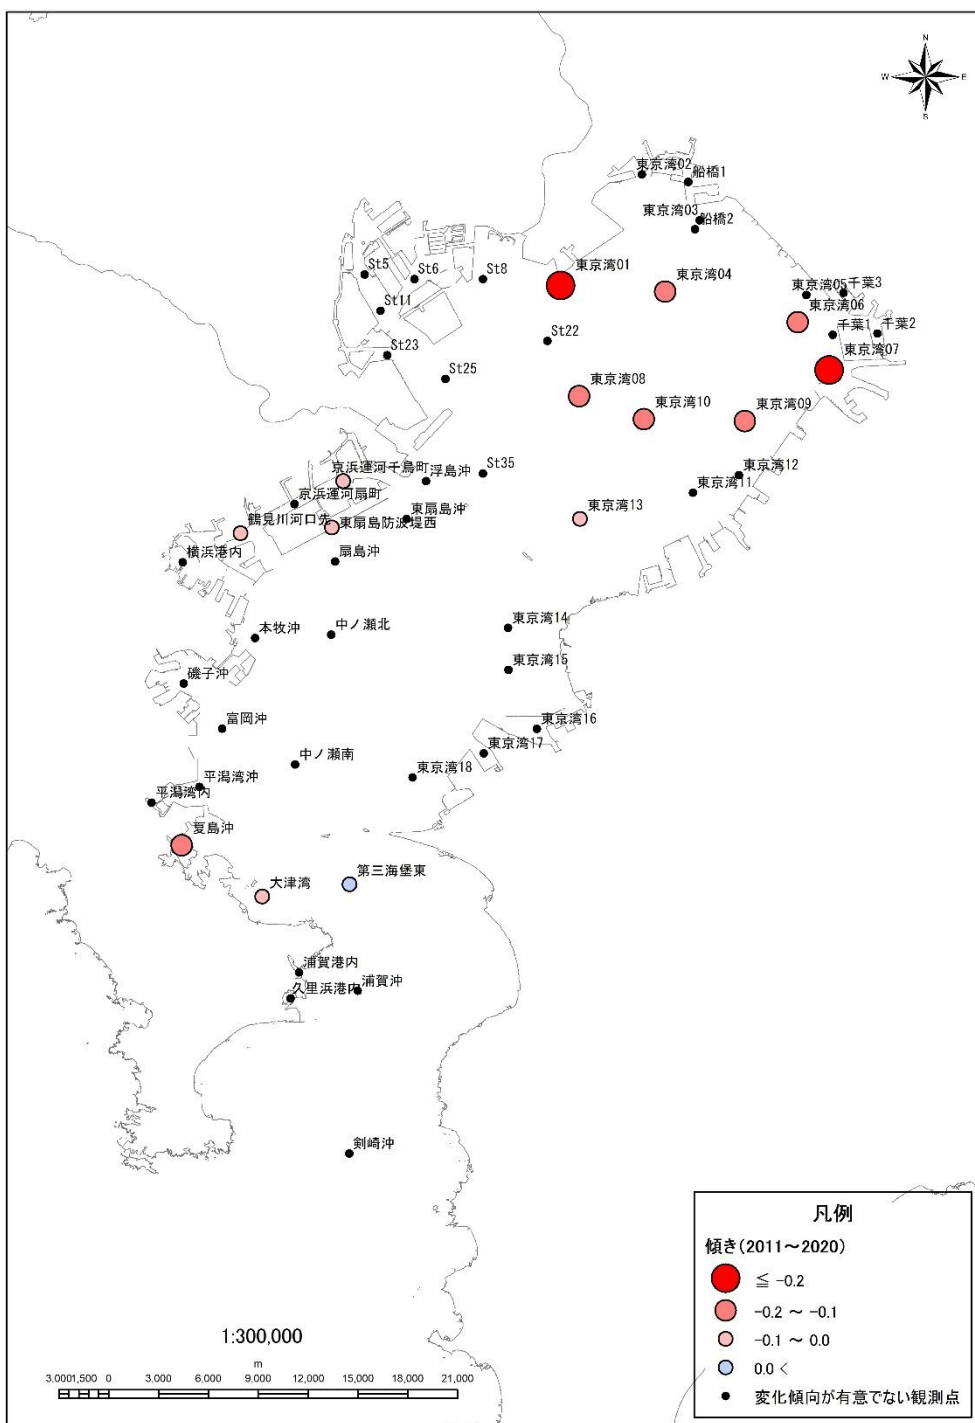 N
W
E
S
東京湾02
船橋1
東京湾03
船橋2
St5
St6
St8
東京湾01
東京湾04
東京湾05
千葉3
東京湾06
St11
千葉1
千葉2
St22
St23
東京湾07
St25
東京湾08
東京湾10
東京湾09
京浜運河千鳥町
浮島沖
St35
東京湾12
東京湾11
京浜運河扇町
鶴見川河口先
東扇島防波堤西
東扇島沖
東京湾13
横浜港内
扇島沖
本牧沖
中ノ瀬北
東京湾14
東京湾15
磯子沖
富岡沖
東京湾16
東京湾17
中ノ瀬南
東京湾18
平潟湾沖
平潟湾内
夏島沖
大津湾
第三海堡東
浦賀港内
浦賀沖
久里浜港内
剣崎沖
凡例
傾き(2011～2020)
≦ -0.2
-0.2 ～ -0.1
-0.1 ～ 0.0
0.0 <
変化傾向が有意でない観測点
1:300,000
m
3,0001,500 0 3,000 6,000 9,000 12,000 15,000 18,000 21,000